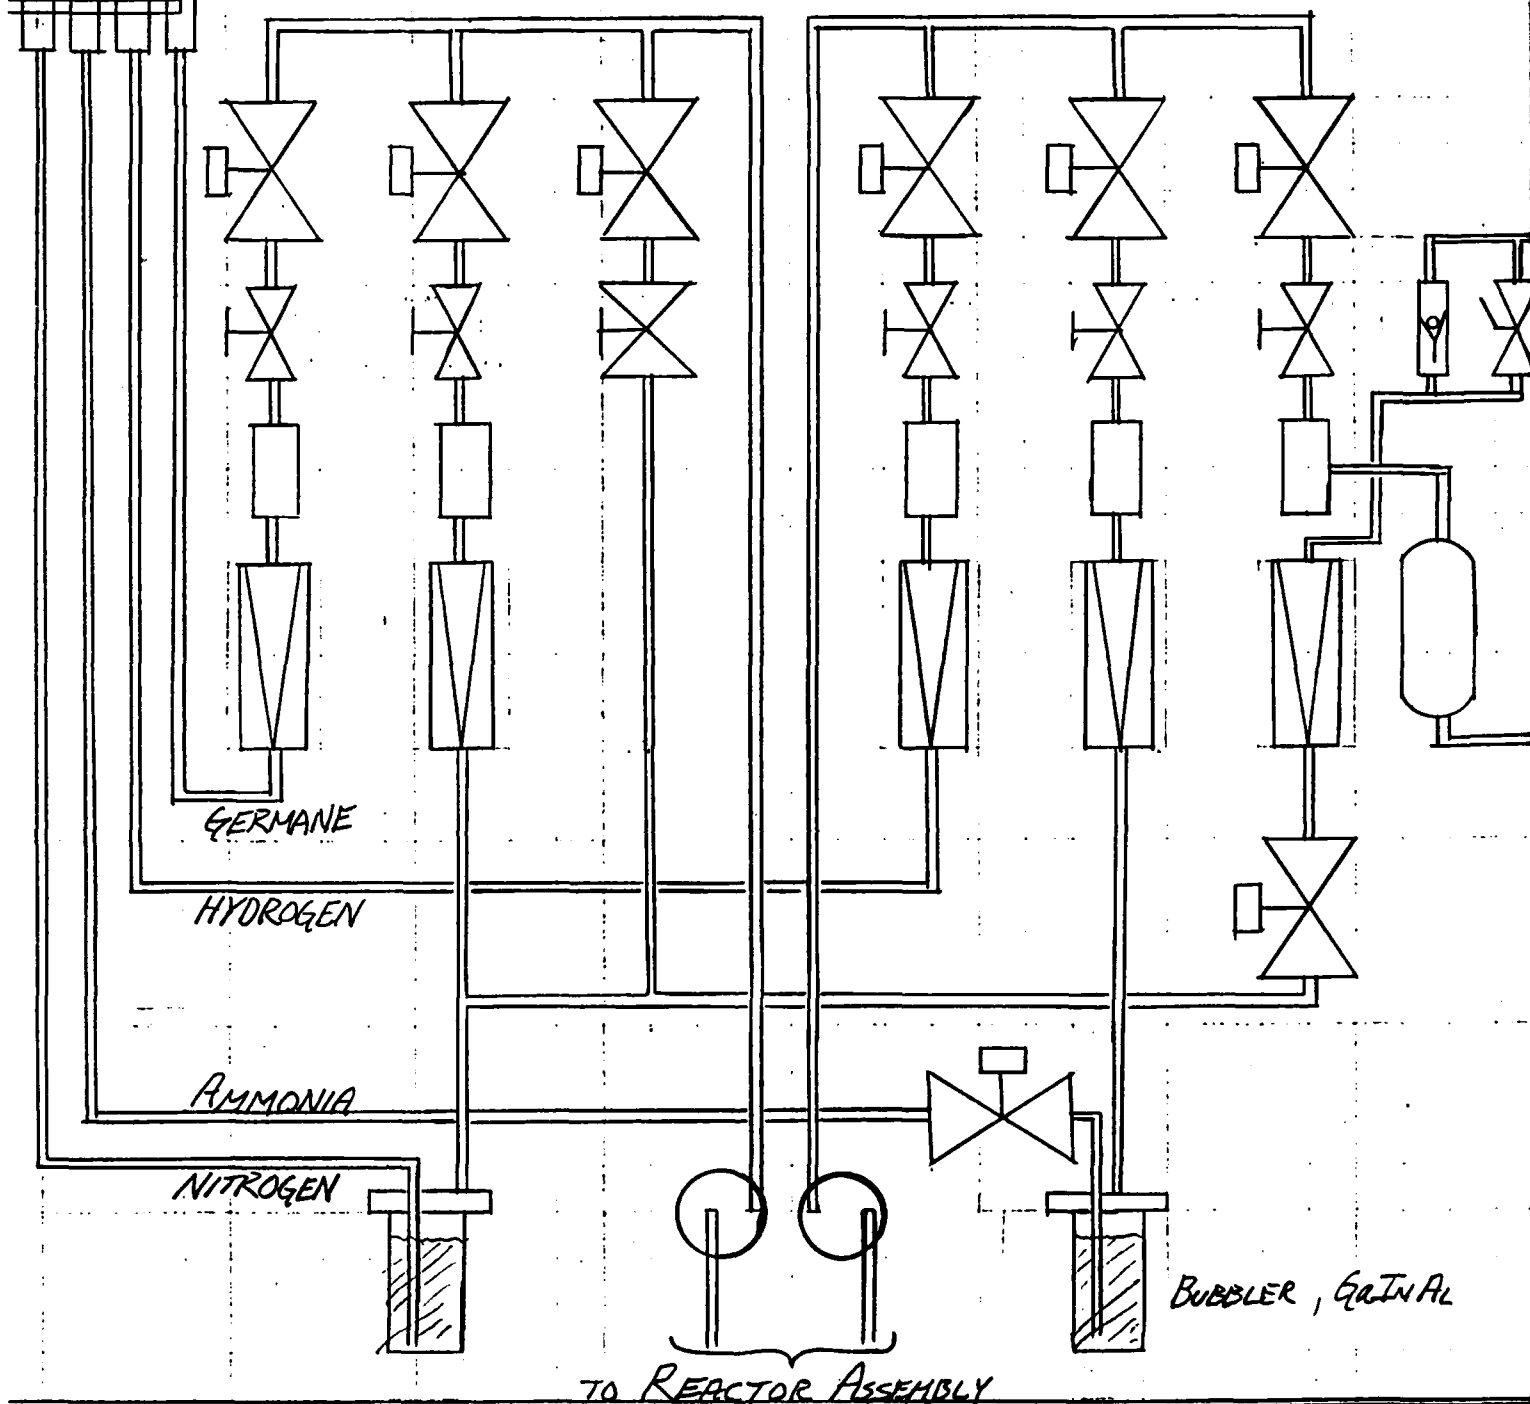 GERMANE
HYDROGEN
AMMONIA
NITROGEN
BUBBLER, GaInAl
TO REACTOR ASSEMBLY